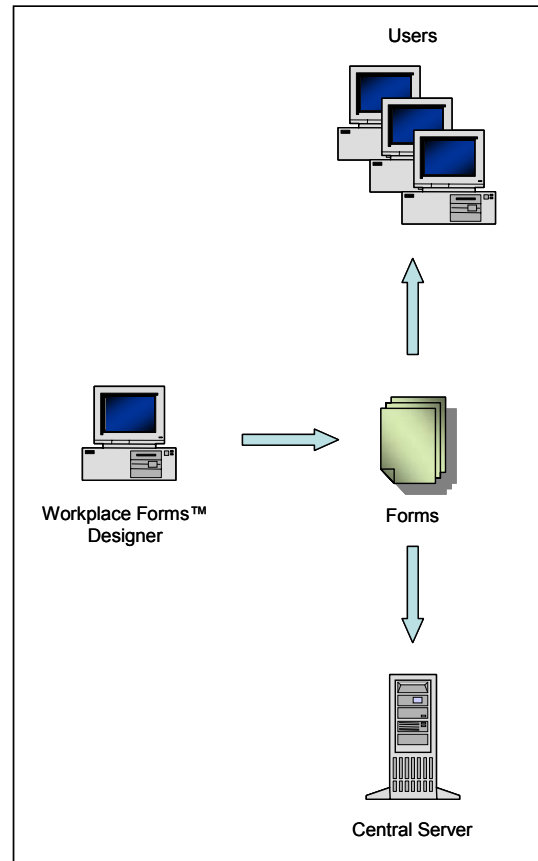 Users
Workplace Forms™
Designer
Forms
Central Server